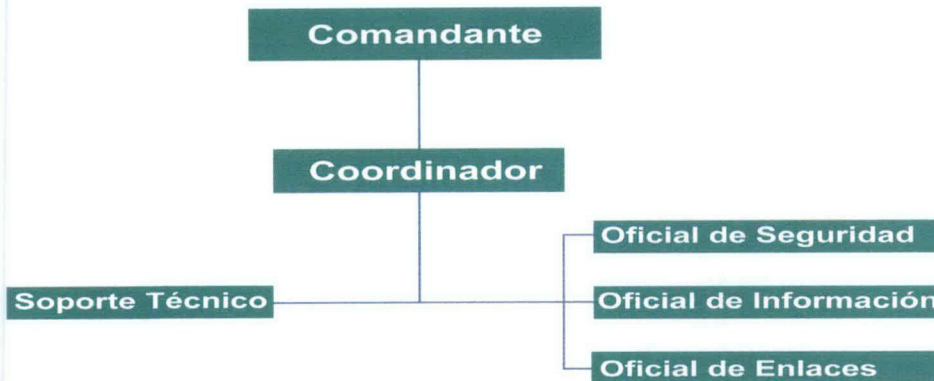 Comandante
Coordinador
Oficial de Seguridad
Soporte Técnico
Oficial de Información
Oficial de Enlaces